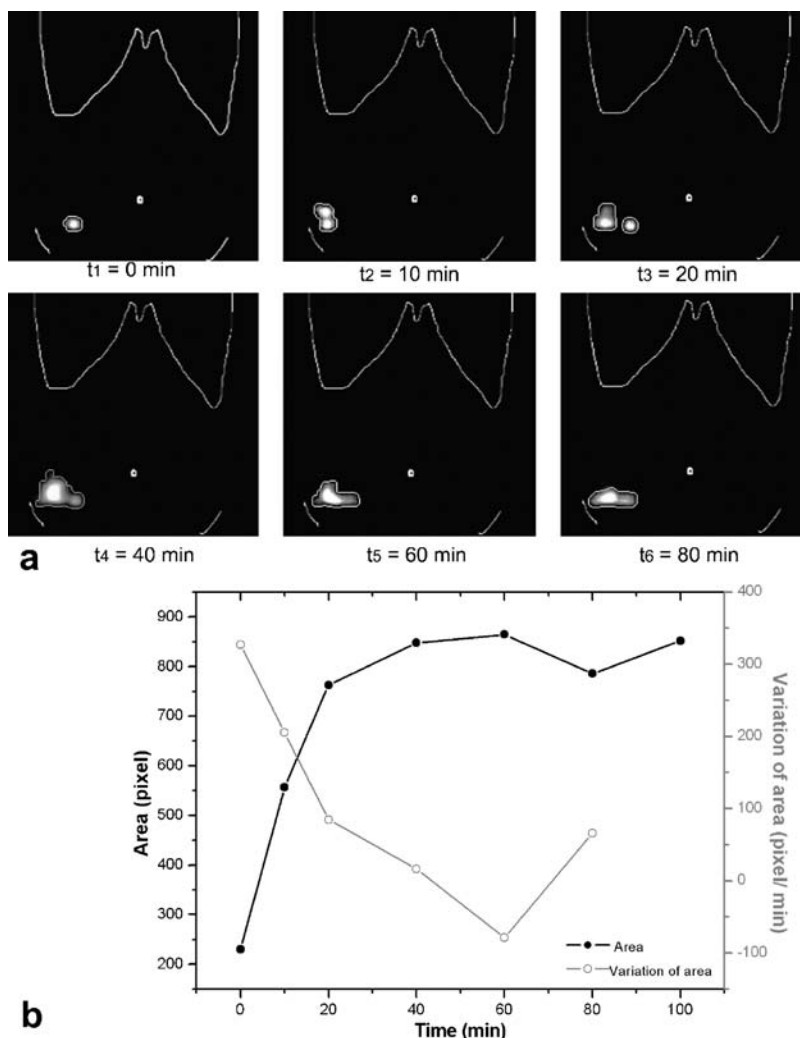 t1 = 0 min
t2 = 10 min
t3 = 20 min
t4 = 40 min
t5 = 60 min
t6 = 80 min
a
900
800
700
600
500
400
300
200
Area (pixel)
400
300
200
100
0
-100
Variation of area (pixel/ min)
Area
Variation of area
0 20 40 60 80 100
Time (min)
b